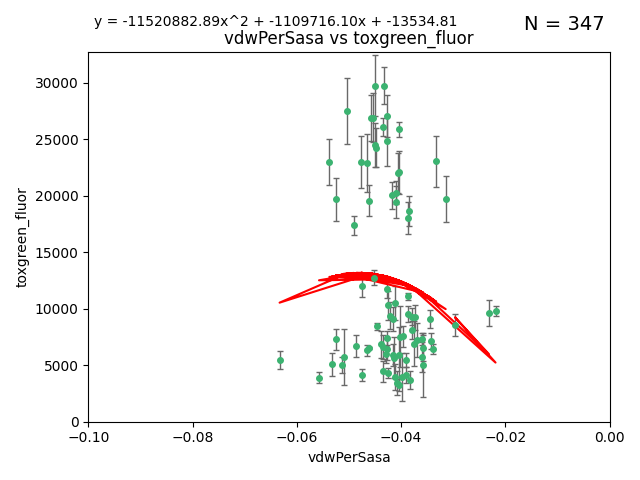 y = -11520882.89x^2 + -1109716.10x + -13534.81
N = 347
vdwPerSasa vs toxgreen_fluor
toxgreen_fluor
30000
25000
20000
15000
10000
5000
0
−0.10
−0.08
−0.06
−0.04
−0.02
0.00
vdwPerSasa